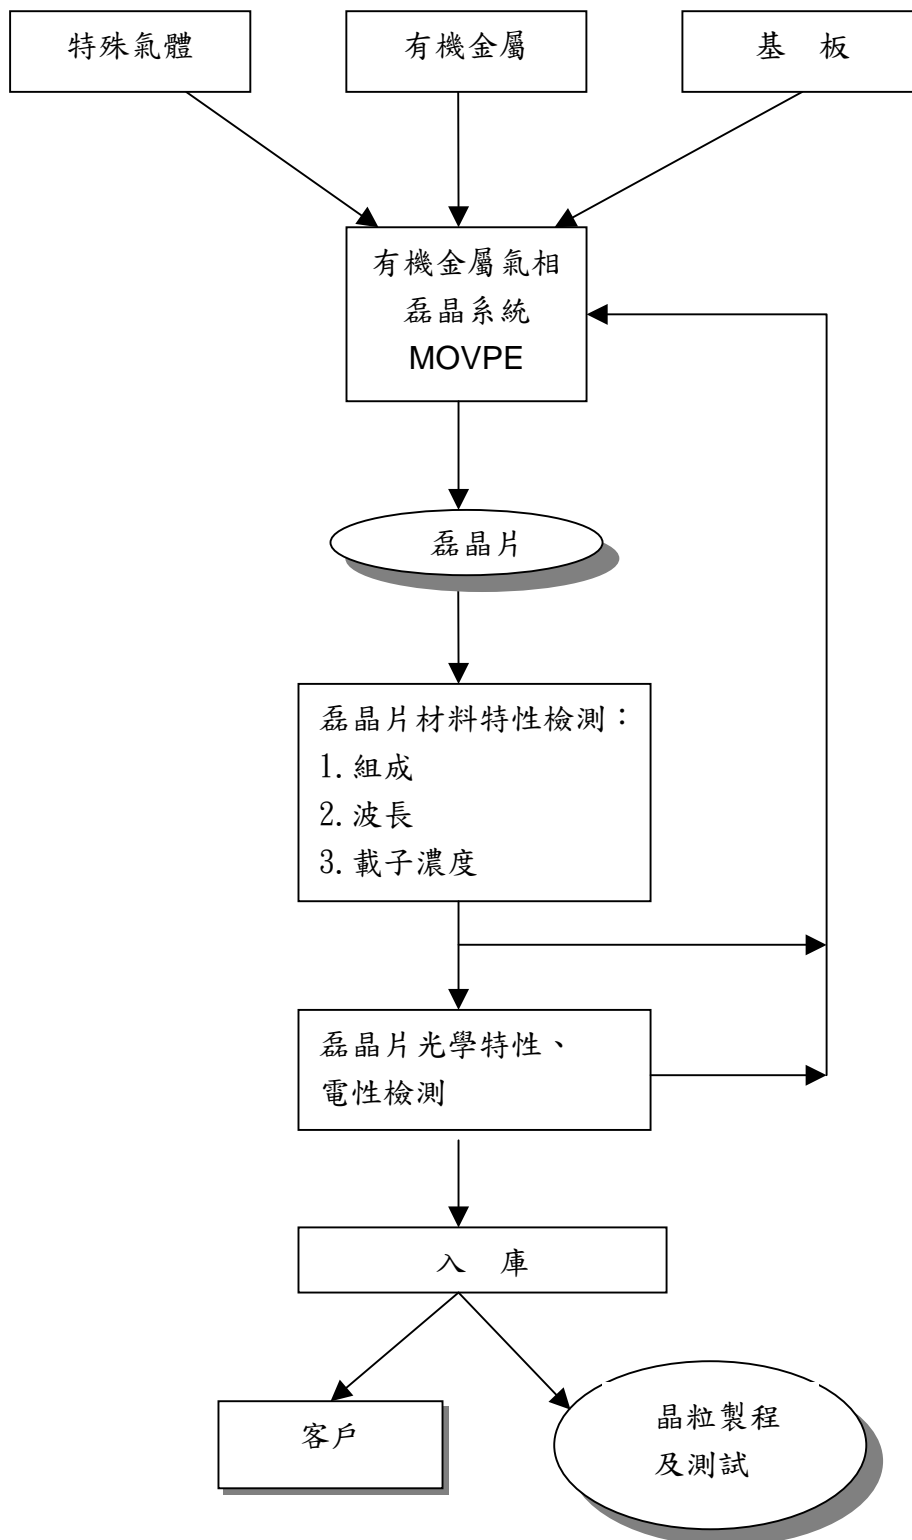 特殊氣體
有機金屬
基 板
有機金屬氣相
磊晶系統
MOVPE
磊晶片
磊晶片材料特性檢測：
1.組成
2.波長
3.載子濃度
磊晶片光學特性、
電性檢測
入 庫
客戶
晶粒製程
及測試